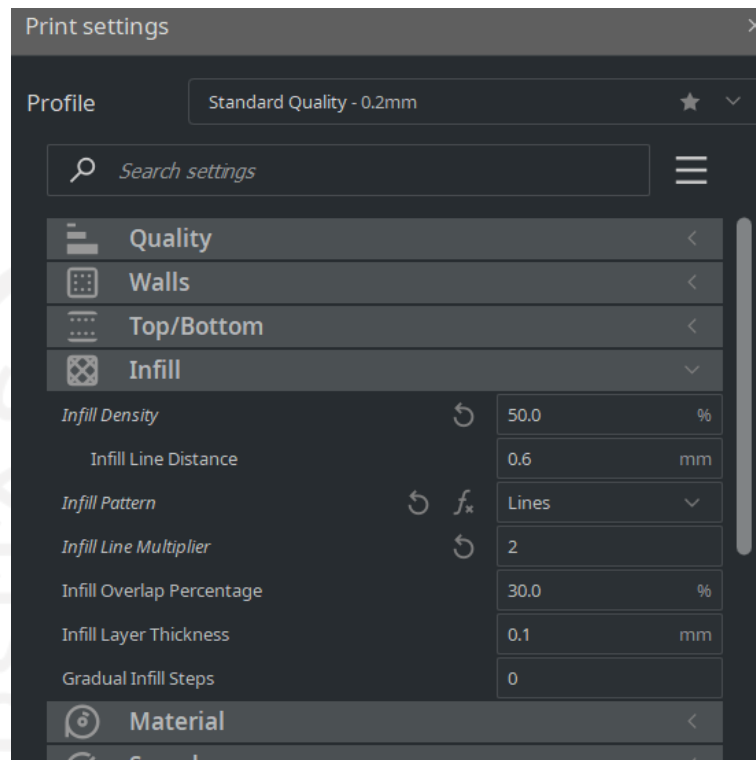 Print settings
Profile
Standard Quality - 0.2mm
Search settings
Quality
Walls
Top/Bottom
Infill
Infill Density 50.0 %
Infill Line Distance 0.6 mm
Infill Pattern Lines
Infill Line Multiplier 2
Infill Overlap Percentage 30.0 %
Infill Layer Thickness 0.1 mm
Gradual Infill Steps 0
Material